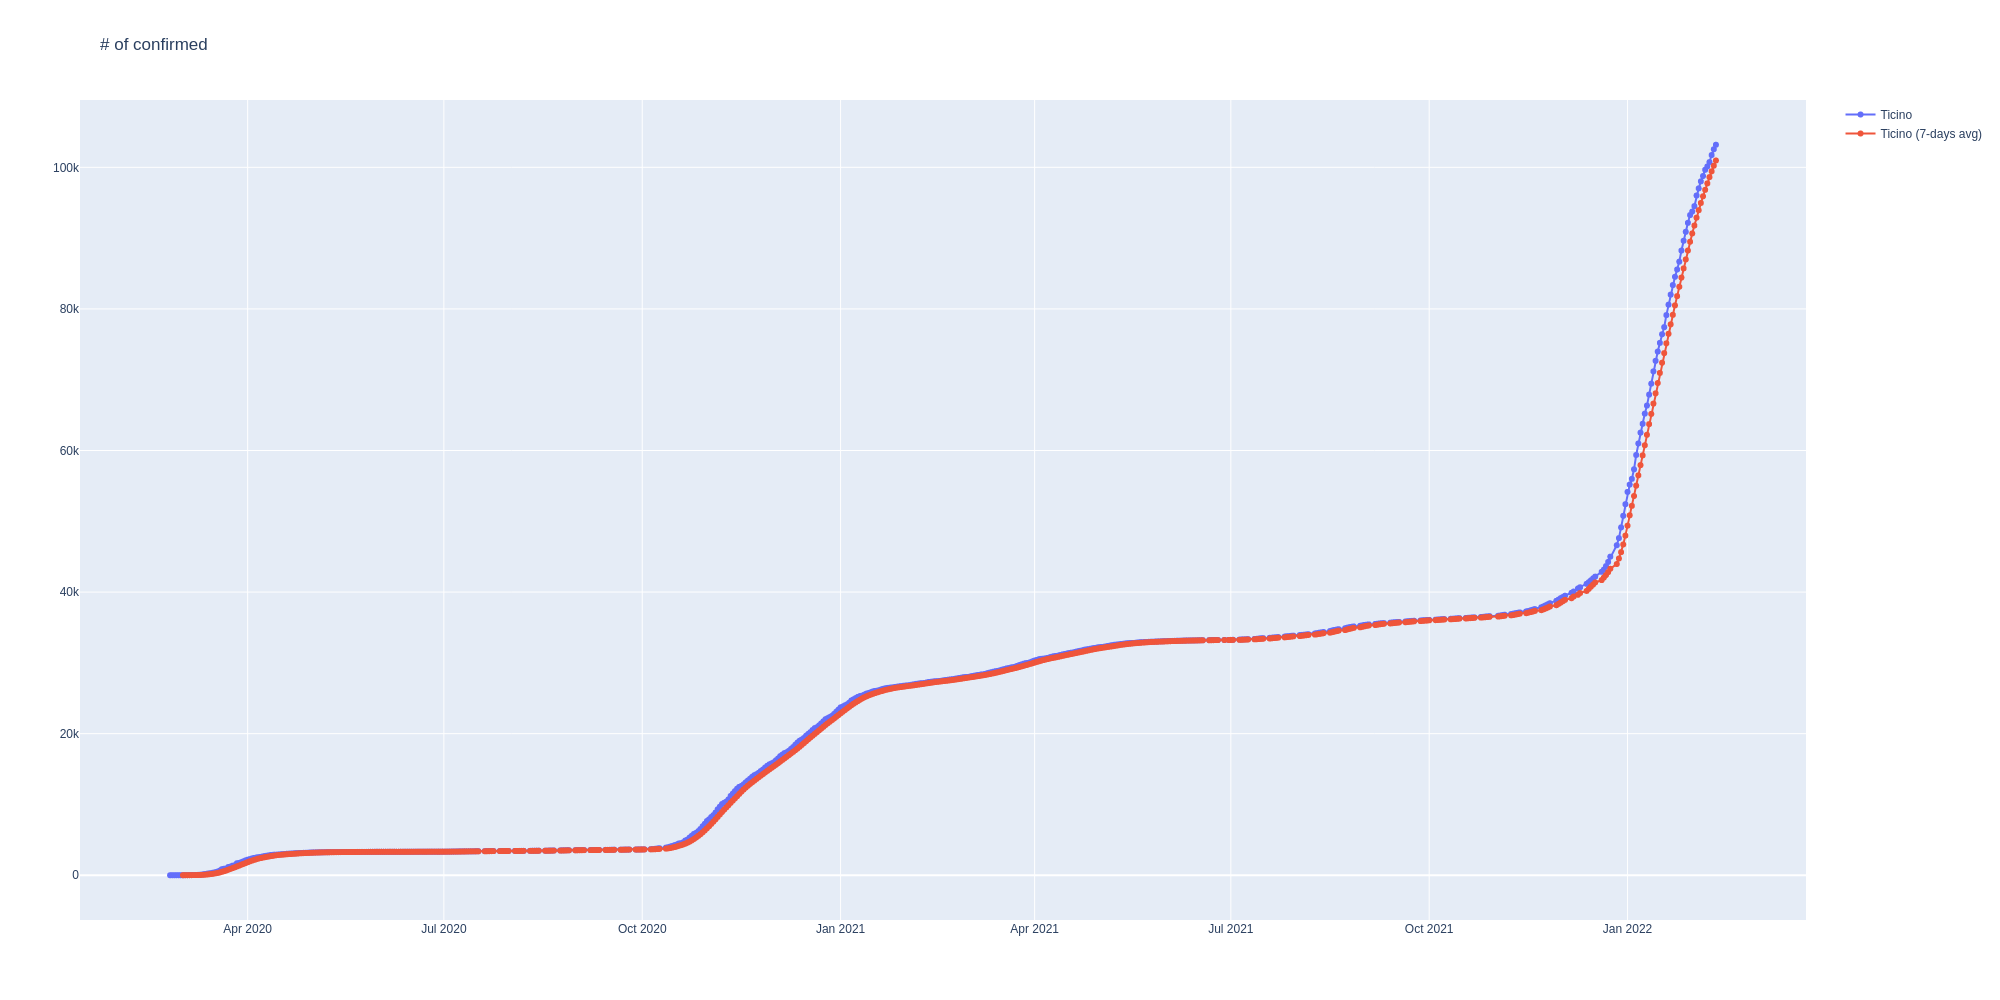 # of confirmed
Ticino
Ticino (7-days avg)
100k
80k
60k
40k
20k
0
Apr 2020
Jul 2020
Oct 2020
Jan 2021
Apr 2021
Jul 2021
Oct 2021
Jan 2022